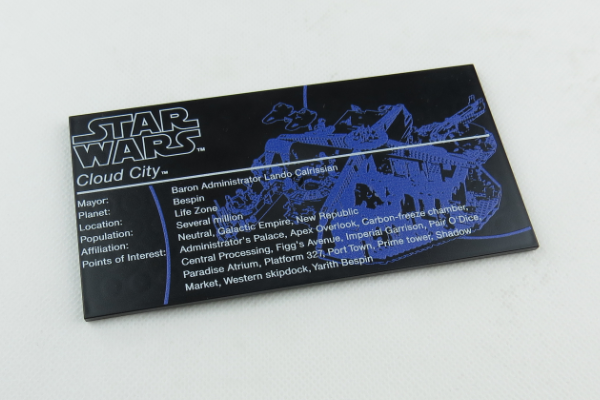 STAR
WARS™
Cloud City™
Mayor: Baron Administrator Lando Calrissian
Planet: Bespin
Location: Life Zone
Population: Several million
Affiliation: Neutral, Galactic Empire, New Republic
Points of Interest: Administrator's Palace, Apex Overlook, Carbon-freeze chamber,
Central Processing, Figg's Avenue, Imperial Garrison, Pair O'Dice,
Paradise Atrium, Platform 327, Port Town, Prime tower, Shadow
Market, Western skipdock, Yarith Bespin